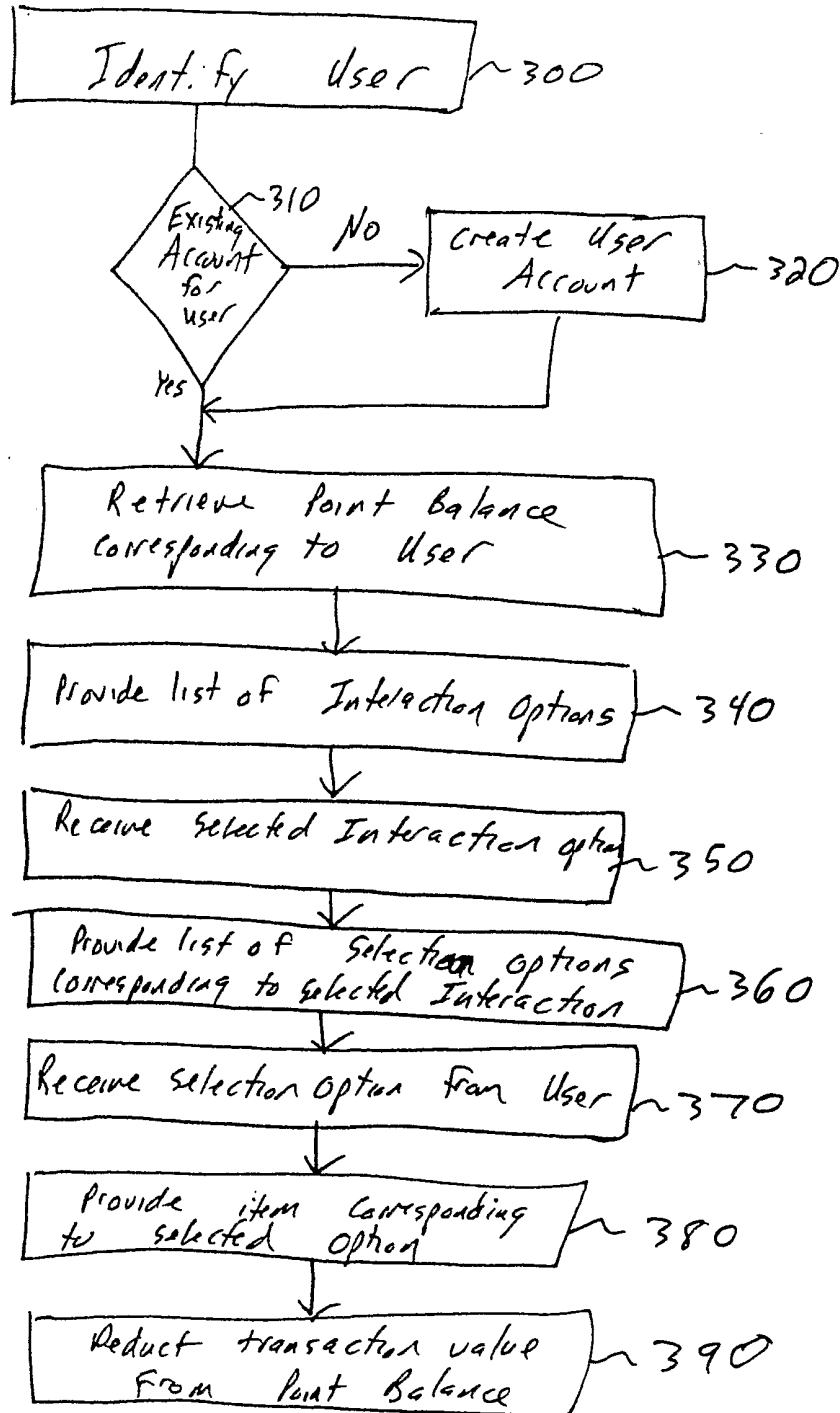 Identify User
300
310
Existing
Account
for
user
No
Create User
Account
320
Yes
Retrieve Point Balance
Corresponding to User
330
Provide list of Interaction Options
340
Receive Selected Interaction option
350
Provide list of Selection options
Corresponding to selected Interaction
360
Receive Selection Option From User
370
Provide item Corresponding
to selected Option
380
Deduct transaction value
From Point Balance
390